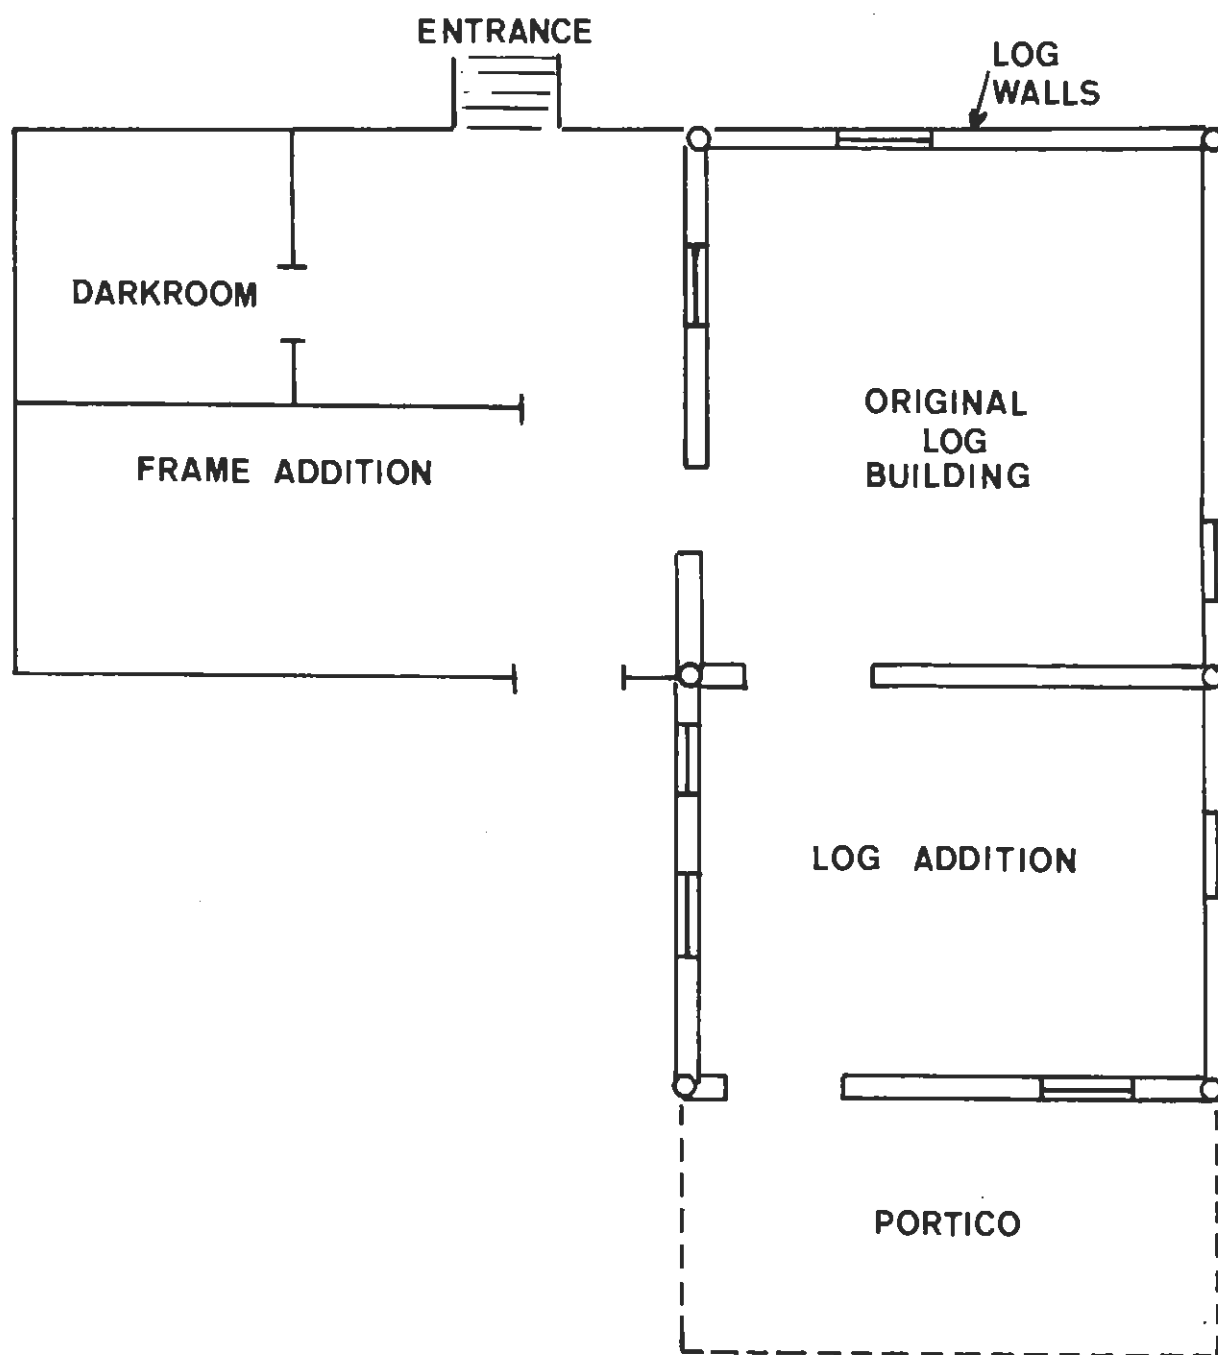 ENTRANCE
LOG
WALLS
DARKROOM
ORIGINAL
LOG
BUILDING
FRAME ADDITION
LOG ADDITION
PORTICO